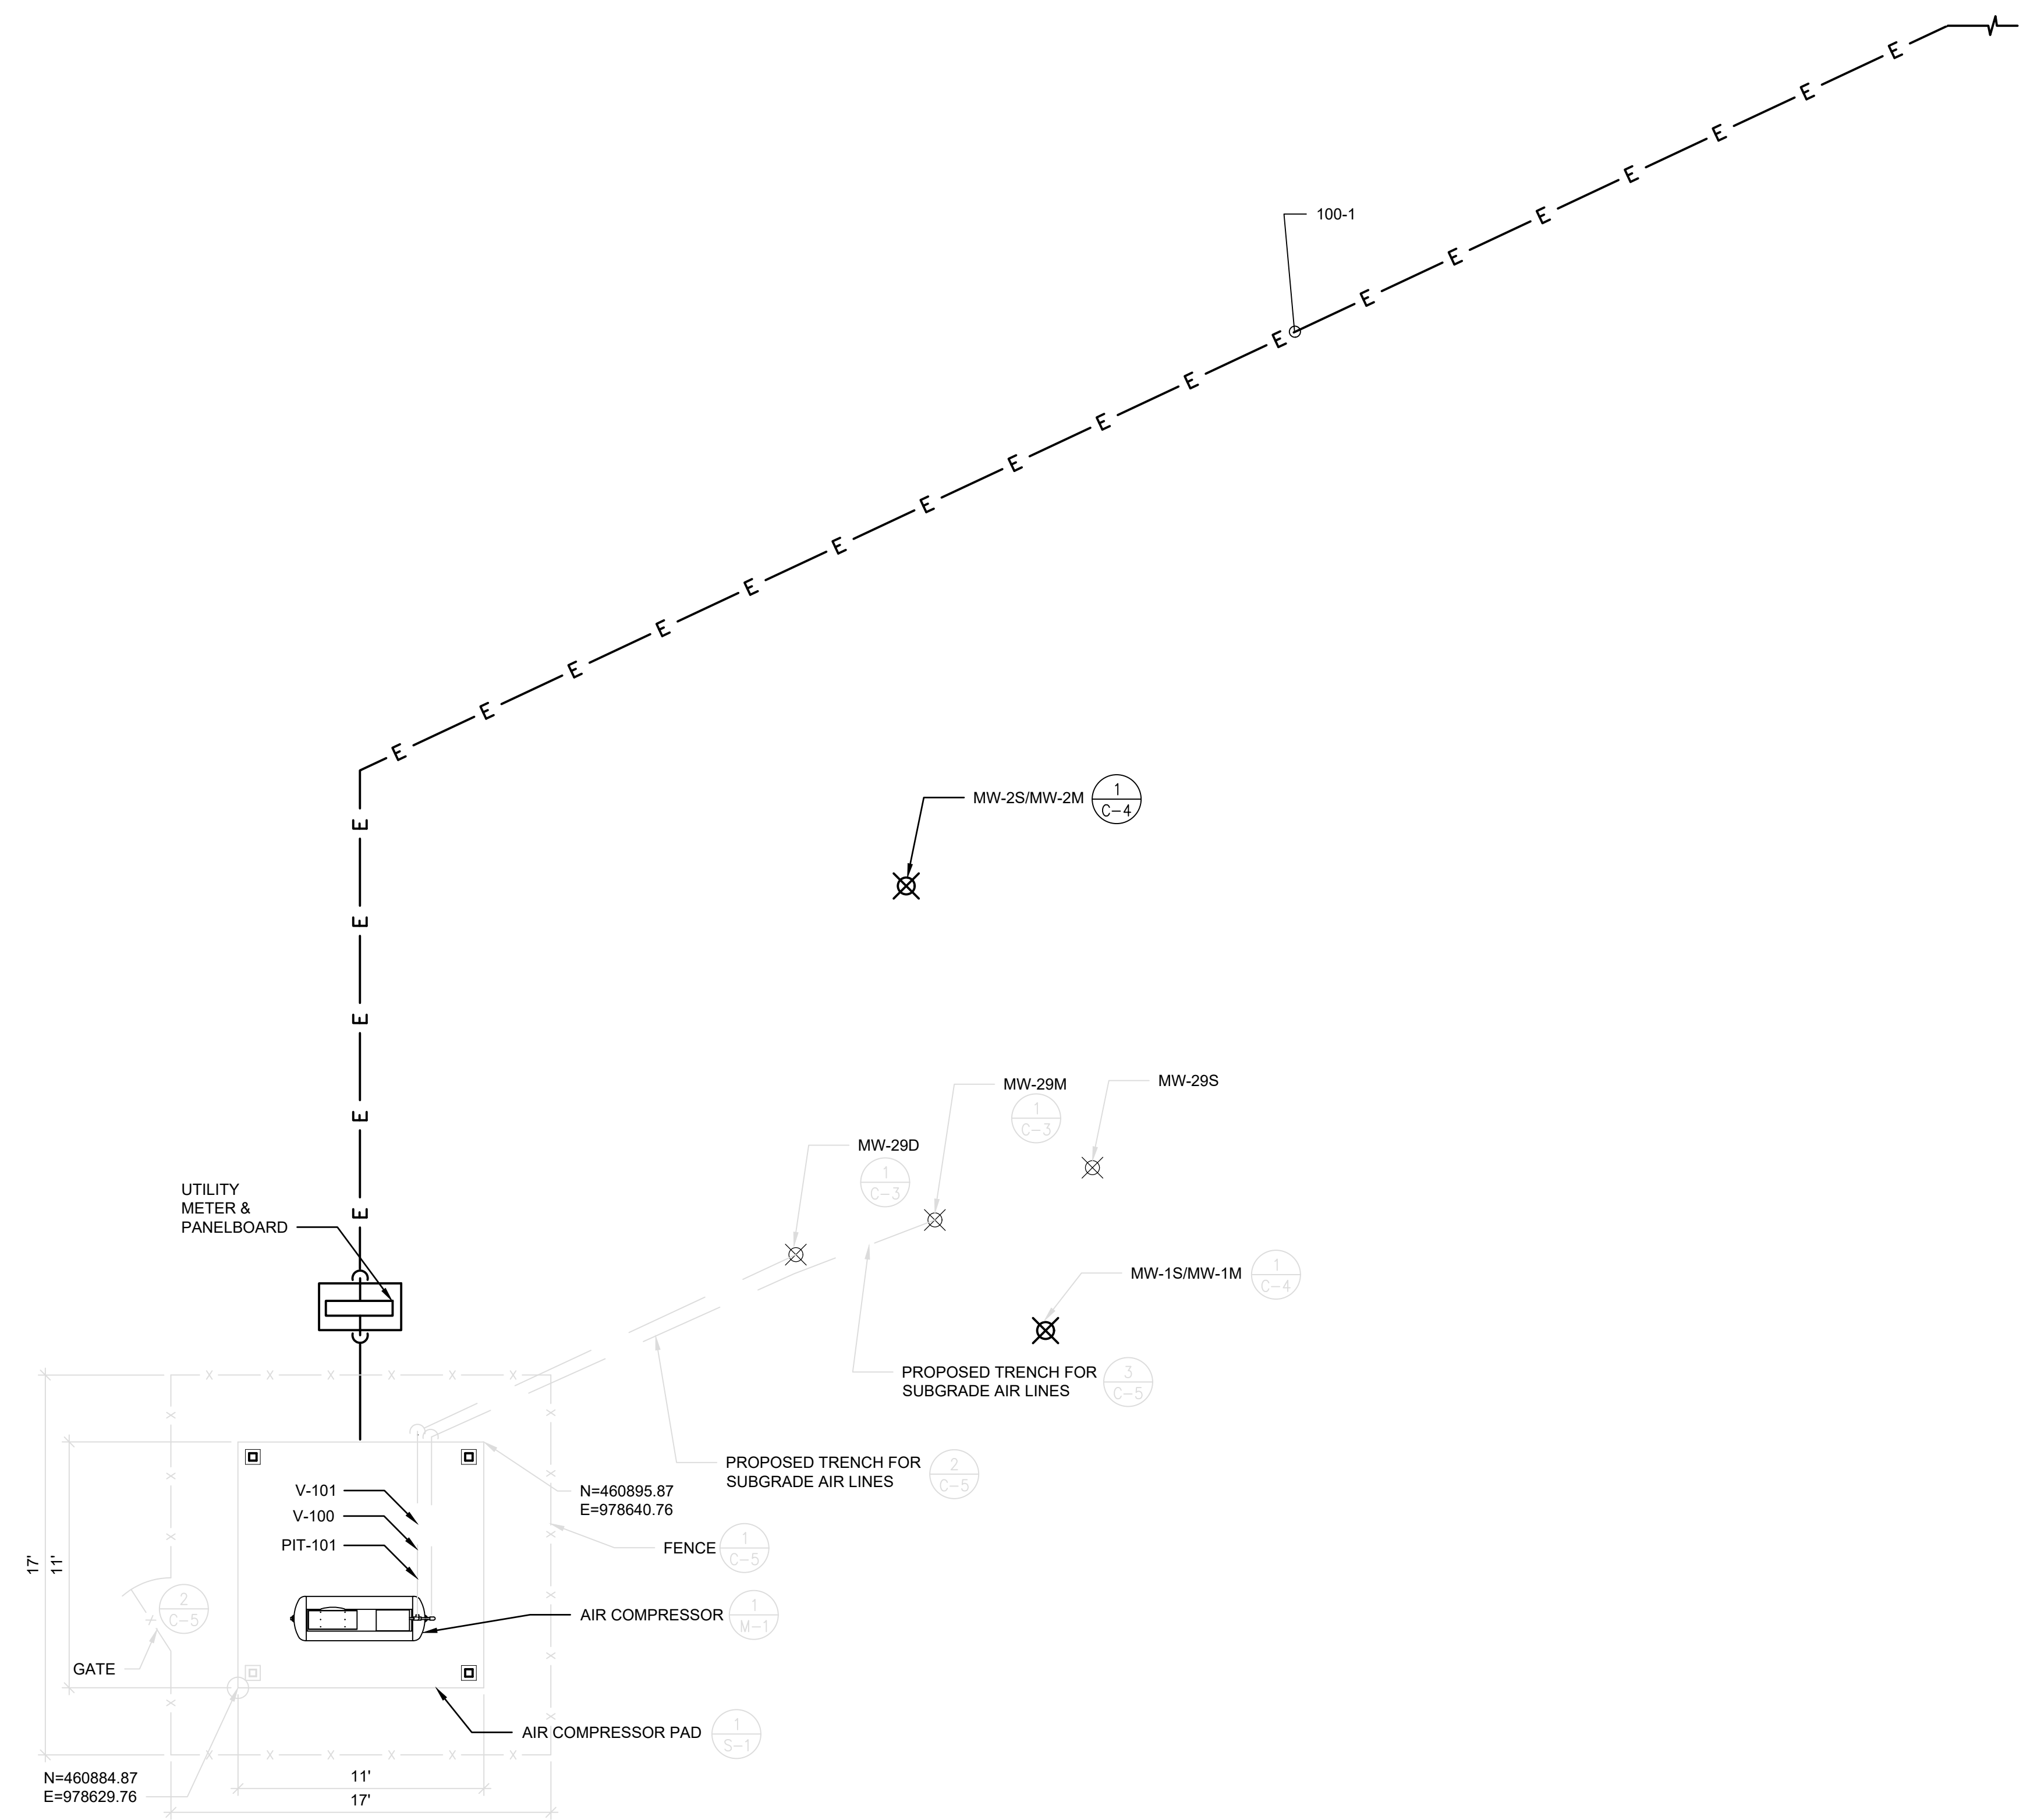 E E E E E E E
100-1
E E E E E E E E E E E E
MW-2S/MW-2M
1
C-4
E
E
E
E
E
MW-29M
1
C-3
MW-29S
MW-29D
1
C-3
UTILITY
METER &
PANELBOARD
MW-1S/MW-1M
1
C-4
PROPOSED TRENCH FOR
SUBGRADE AIR LINES
3
C-5
X X X X X X
PROPOSED TRENCH FOR
SUBGRADE AIR LINES
2
C-5
V-101
V-100
PIT-101
N=460895.87
E=978640.76
17'
11'
FENCE
1
C-5
2
C-5
AIR COMPRESSOR
1
M-1
GATE
AIR COMPRESSOR PAD
1
S-1
X X X X X X
N=460884.87
E=978629.76
11'
17'